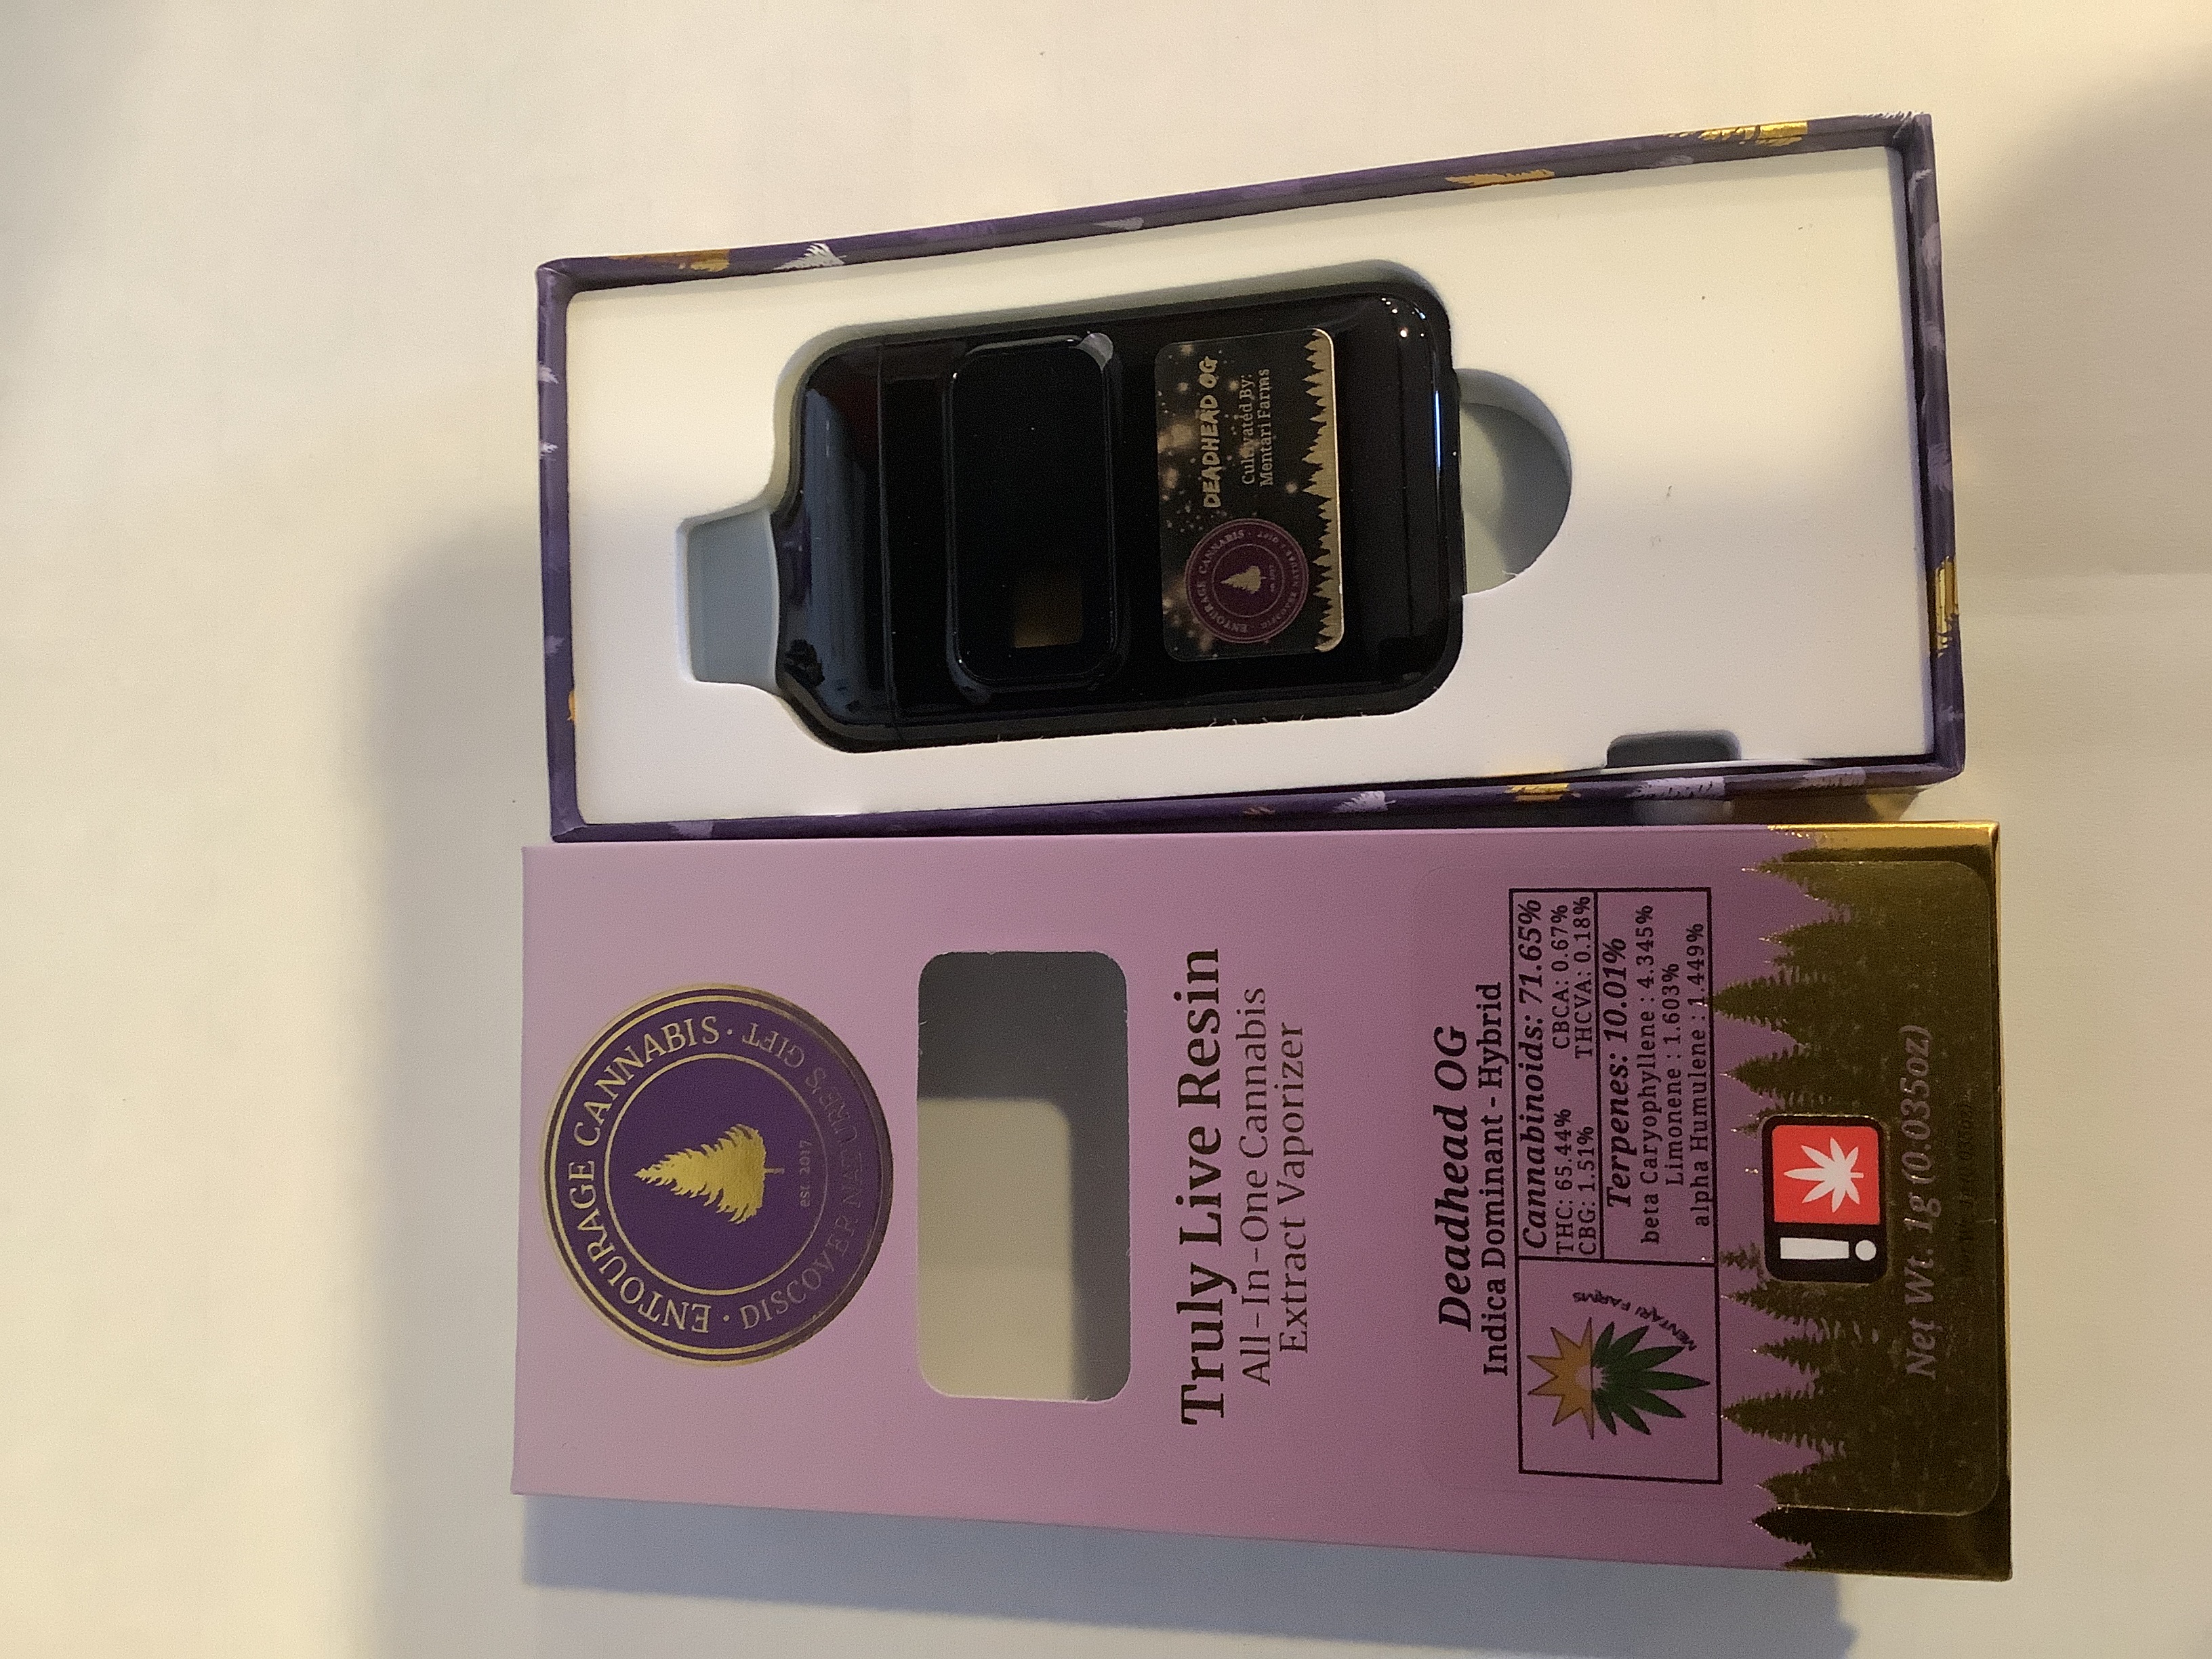 DEADHEAD OG
Cultivated By:
Mentari Farms
· ENTOURAGE CANNABIS ·
ENTOURAGE CANNABIS · DISCOVER NATURE'S GIFT ·
est. 2017
Truly Live Resin
All-In-One Cannabis
Extract Vaporizer
Deadhead OG
Indica Dominant - Hybrid
MENTARI FARMS
Cannabinoids: 71.65%
THC: 65.44% CBCA: 0.67%
CBG: 1.51% THCVA: 0.18%
Terpenes: 10.01%
beta Caryophyllene : 4.345%
Limonene : 1.603%
alpha Humulene : 1.449%
!
Net Wt. 1g (0.035oz)